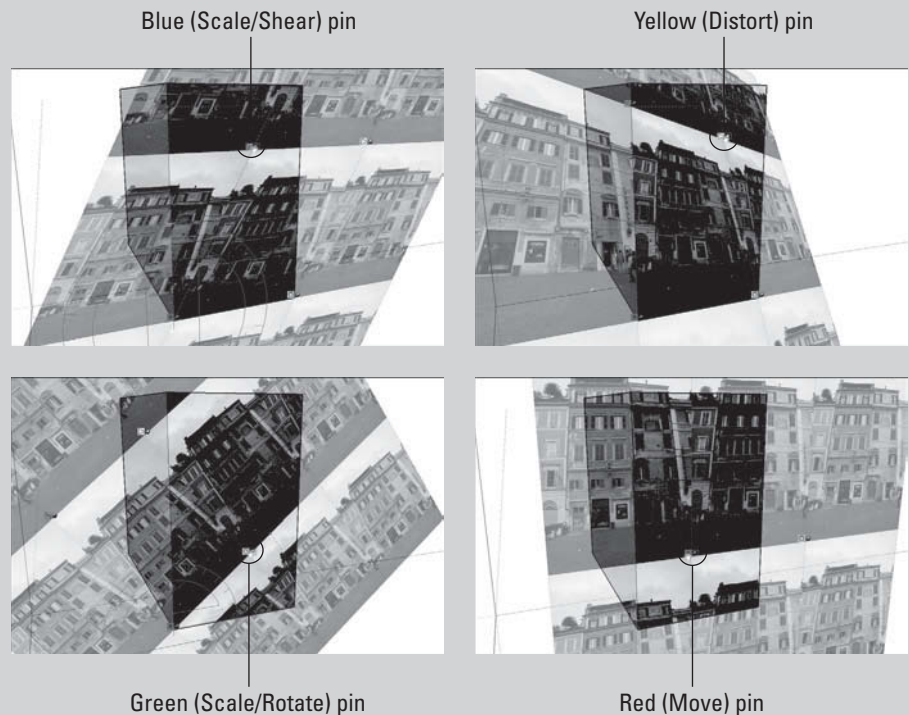 Blue (Scale/Shear) pin
Yellow (Distort) pin
Green (Scale/Rotate) pin
Red (Move) pin